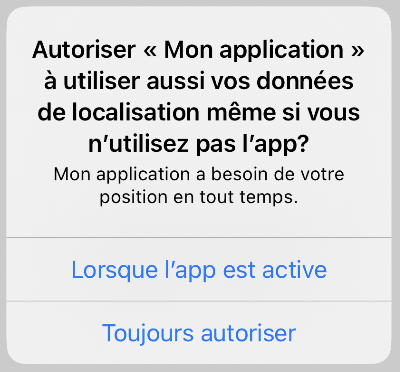 Autoriser « Mon application »
à utiliser aussi vos données
de localisation même si vous
n’utilisez pas l’app?
Mon application a besoin de votre
position en tout temps.
Lorsque l’app est active
Toujours autoriser